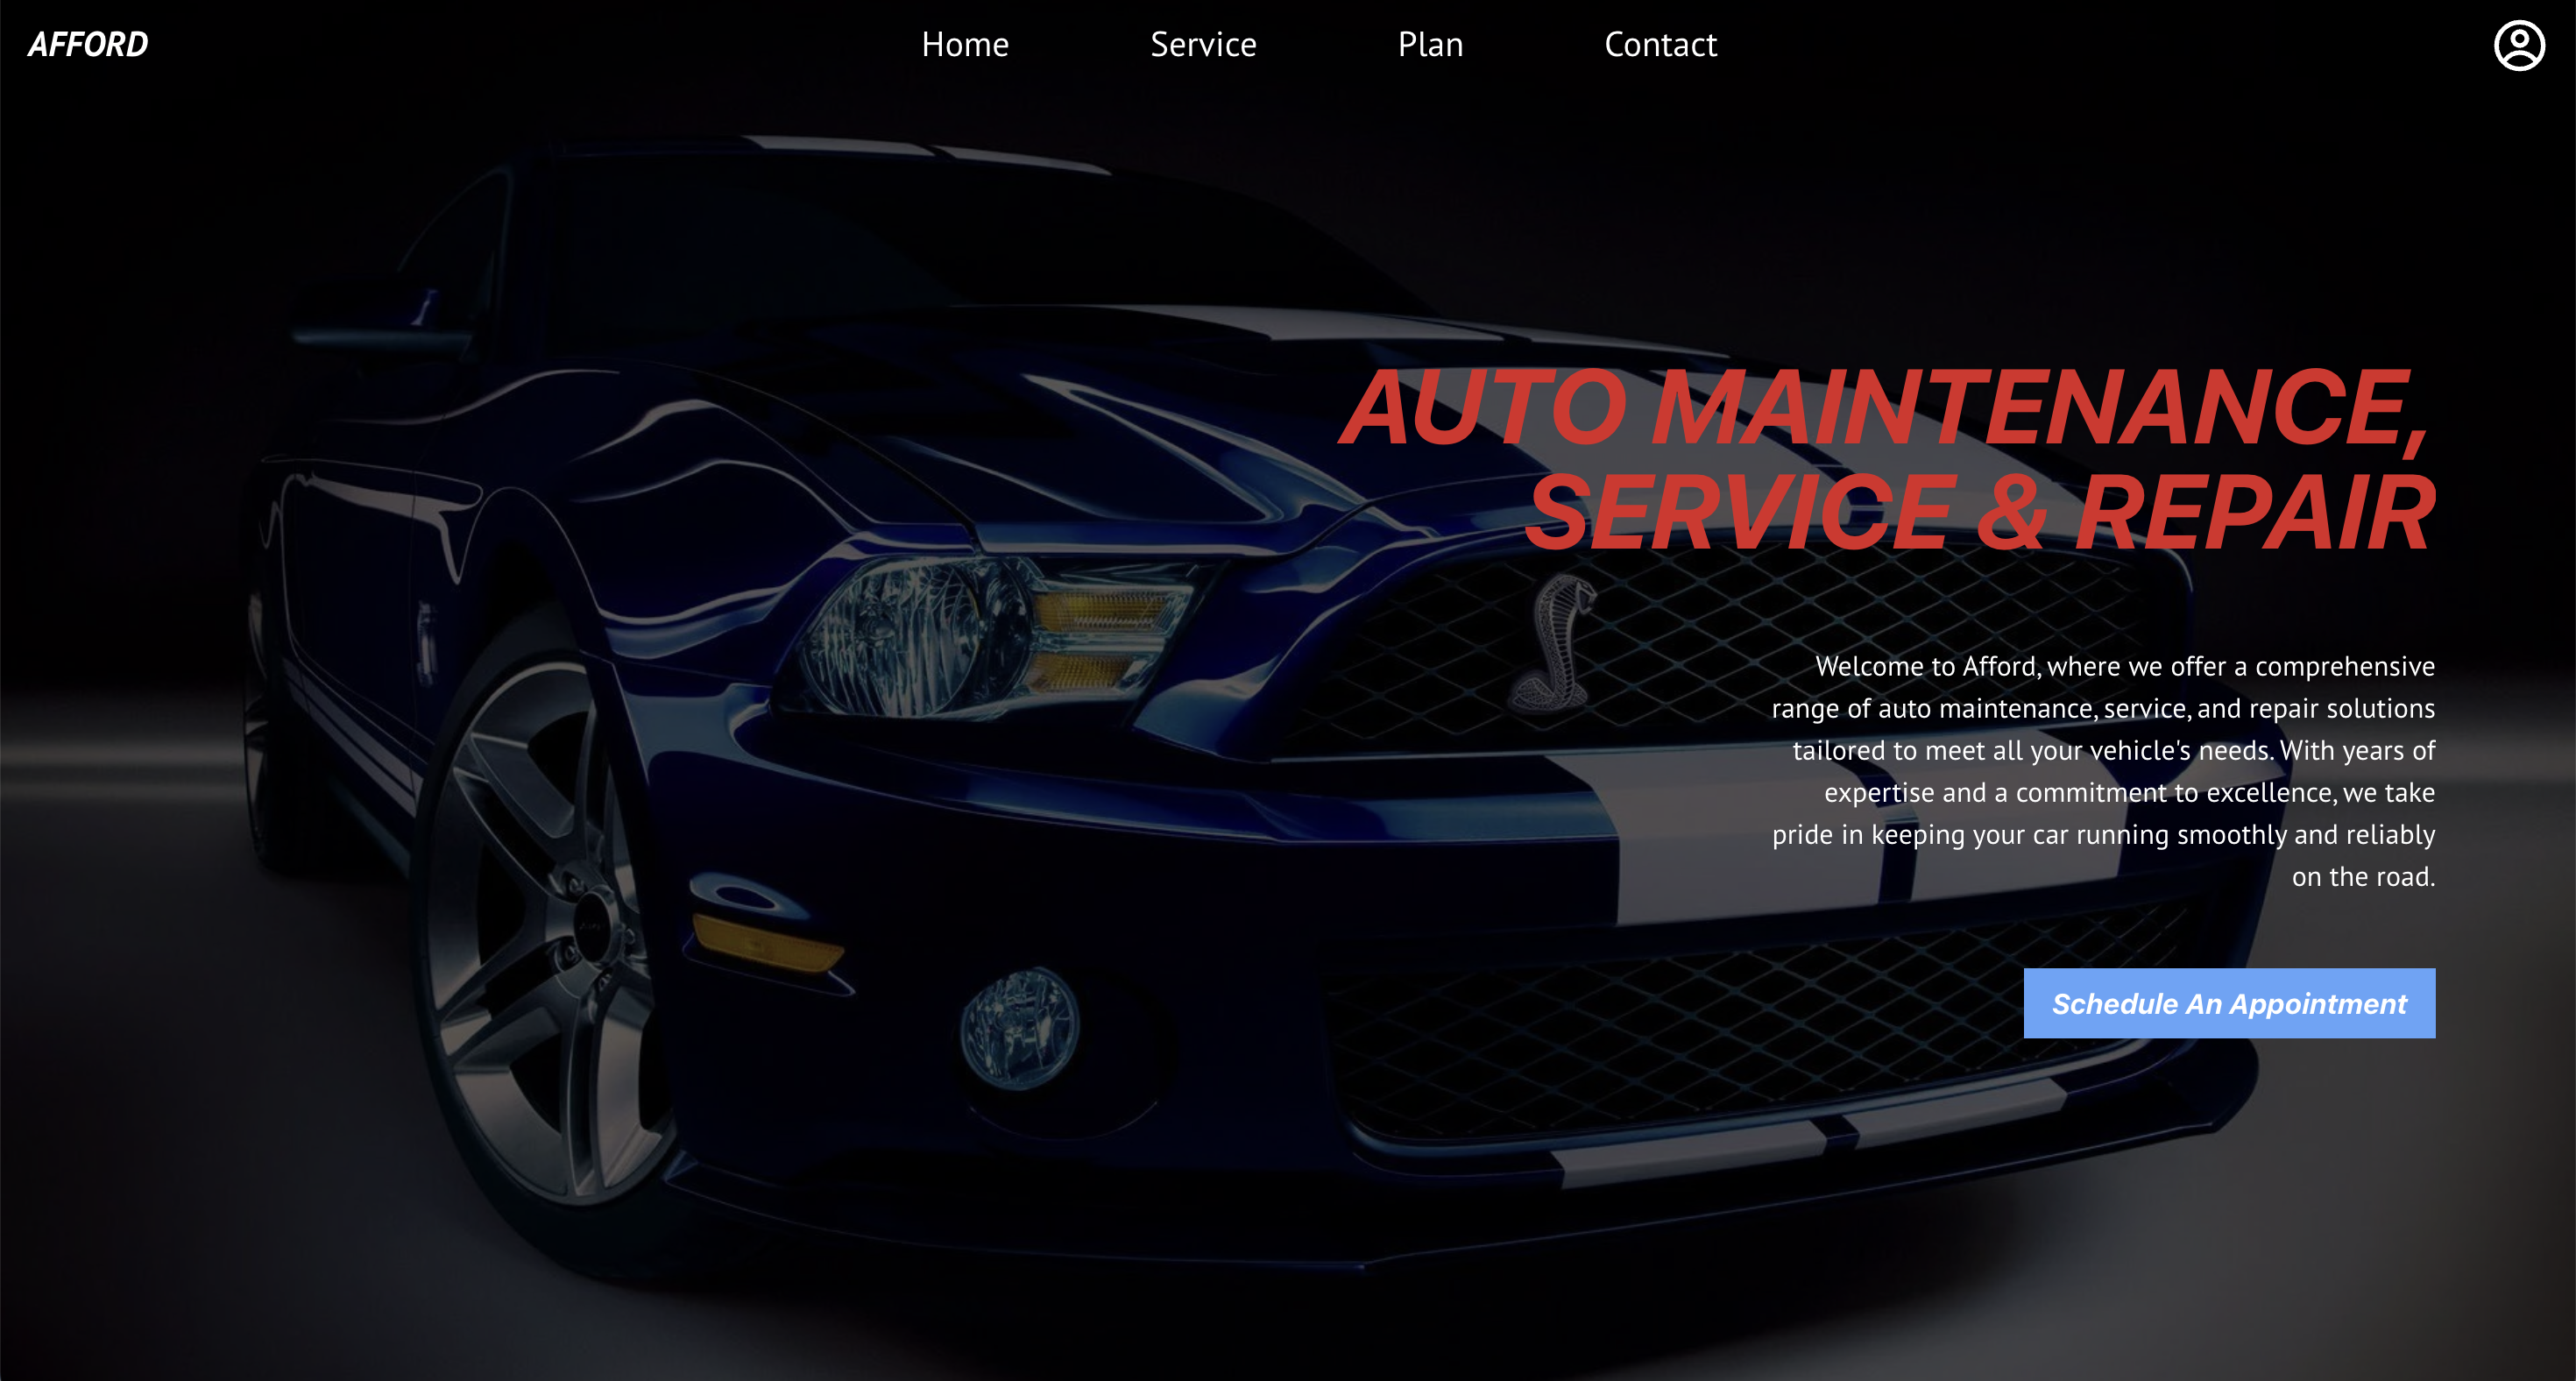 AFFORD
Home
Service
Plan
Contact
AUTO MAINTENANCE,
SERVICE & REPAIR
Welcome to Afford, where we offer a comprehensive
range of auto maintenance, service, and repair solutions
tailored to meet all your vehicle's needs. With years of
expertise and a commitment to excellence, we take
pride in keeping your car running smoothly and reliably
on the road.
Schedule An Appointment